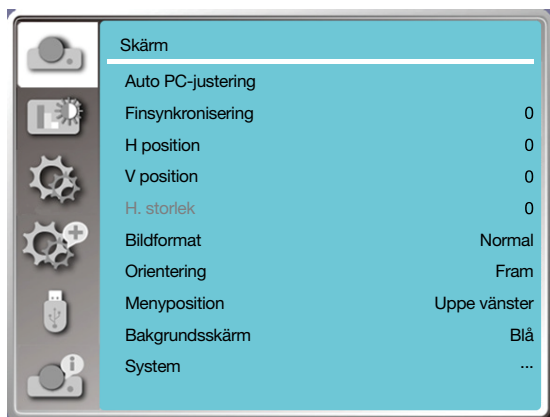 Skärm
Auto PC-justering
Finsynkronisering 0
H position 0
V position 0
H. storlek 0
Bildformat Normal
Orientering Fram
Menyposition Uppe vänster
Bakgrundsskärm Blå
System ...